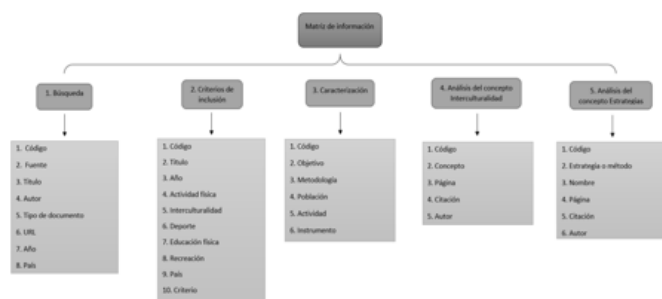 Matriz de información
1. Búsqueda
1. Código
2. Fuente
3. Título
4. Autor
5. Tipo de documento
6. URL
7. Año
8. País
2. Criterios de
inclusión
1. Código
2. Título
3. Año
4. Actividad física
5. Interculturalidad
6. Deporte
7. Educación física
8. Recreación
9. País
10. Criterio
3. Caracterización
1. Código
2. Objetivo
3. Metodología
4. Población
5. Actividad
6. Instrumento
4. Análisis del concepto
Interculturalidad
1. Código
2. Concepto
3. Página
4. Citación
5. Autor
5. Análisis del
concepto Estrategias
1. Código
2. Estrategia o método
3. Nombre
4. Página
5. Citación
6. Autor